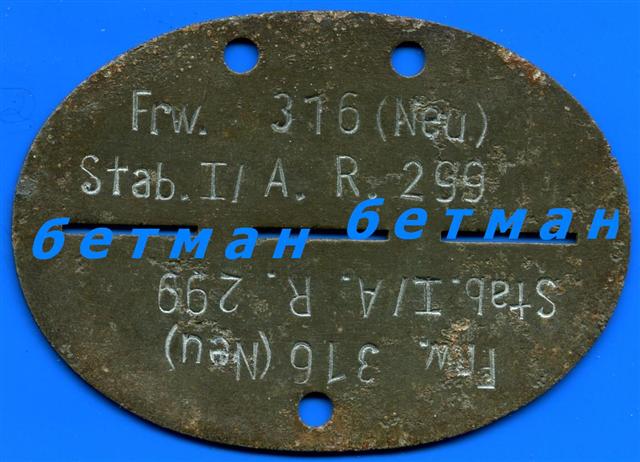 Frw. 316 (Neu)
Stab. I/ A. R. 299
бетман бетман
Stab. I/A. R. 299
Frw. 316 (Neu)